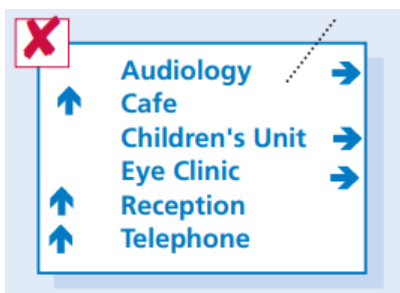 Audiology
Cafe
Children's Unit
Eye Clinic
Reception
Telephone